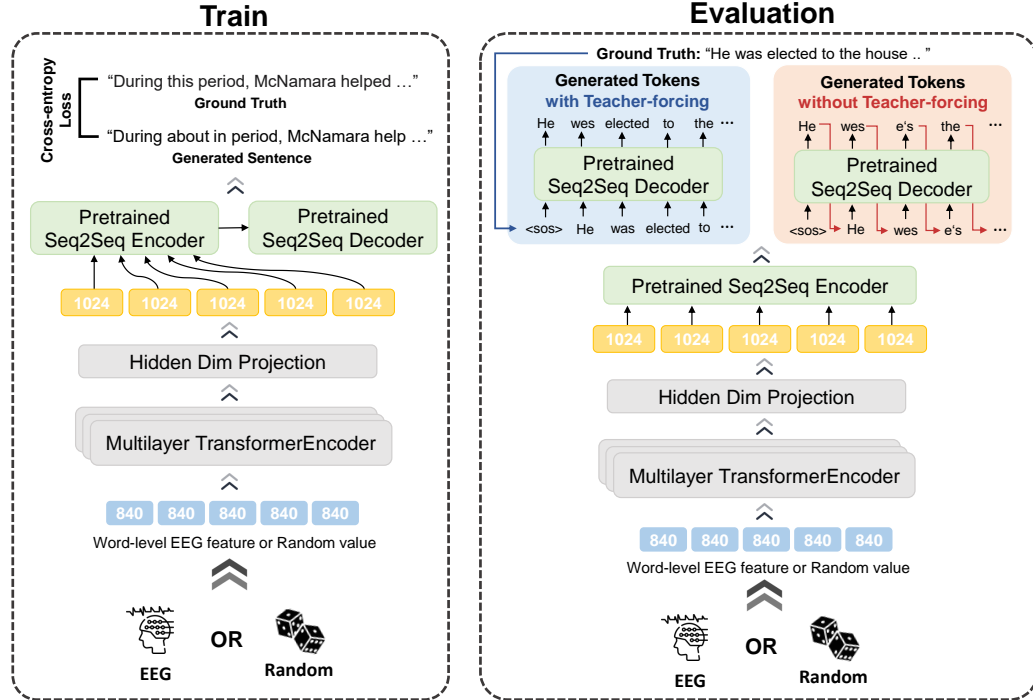 Train
Cross-entropy
Loss
“During this period, McNamara helped …”
Ground Truth
“During about in period, McNamara help …”
Generated Sentence
Pretrained
Seq2Seq Encoder
Pretrained
Seq2Seq Decoder
1024 1024 1024 1024 1024
Hidden Dim Projection
Multilayer TransformerEncoder
840 840 840 840 840
Word-level EEG feature or Random value
EEG OR Random
Evaluation
Ground Truth: “He was elected to the house .. ”
Generated Tokens
with Teacher-forcing
He wes elected to the ···
Pretrained
Seq2Seq Decoder
<sos> He was elected to ···
Generated Tokens
without Teacher-forcing
He wes e's the ···
Pretrained
Seq2Seq Decoder
<sos> He wes e's ···
Pretrained Seq2Seq Encoder
1024 1024 1024 1024 1024
Hidden Dim Projection
Multilayer TransformerEncoder
840 840 840 840 840
Word-level EEG feature or Random value
EEG OR Random